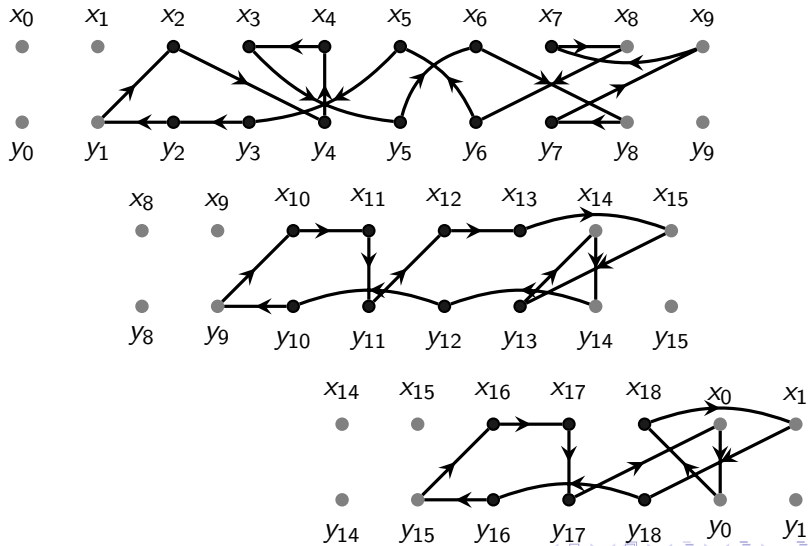 x0 x1 x2 x3 x4 x5 x6 x7 x8 x9
y0 y1 y2 y3 y4 y5 y6 y7 y8 y9
x8 x9 x10 x11 x12 x13 x14 x15
y8 y9 y10 y11 y12 y13 y14 y15
x14 x15 x16 x17 x18 x0 x1
y14 y15 y16 y17 y18 y0 y1